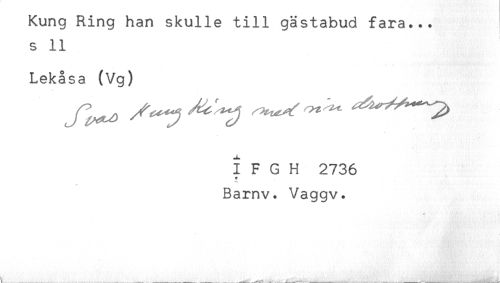 Kung Ring han skulle till gästabud fara...
s 11
Lekåsa (Vg)
Svas Kung Ring med sin drottning
I F G H 2736
Barnv. Vaggv.